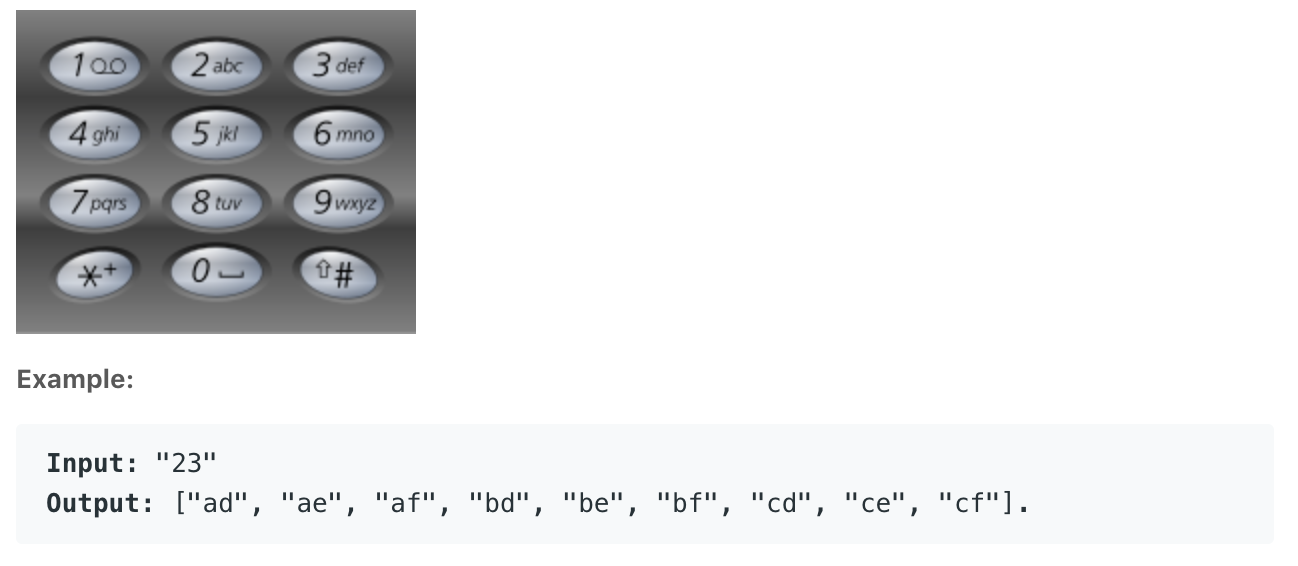 1 2 abc 3 def
4 ghi 5 jkl 6 mno
7 pqrs 8 tuv 9 wxyz
*+ 0 ⇧#
Example:
Input: "23"
Output: ["ad", "ae", "af", "bd", "be", "bf", "cd", "ce", "cf"].